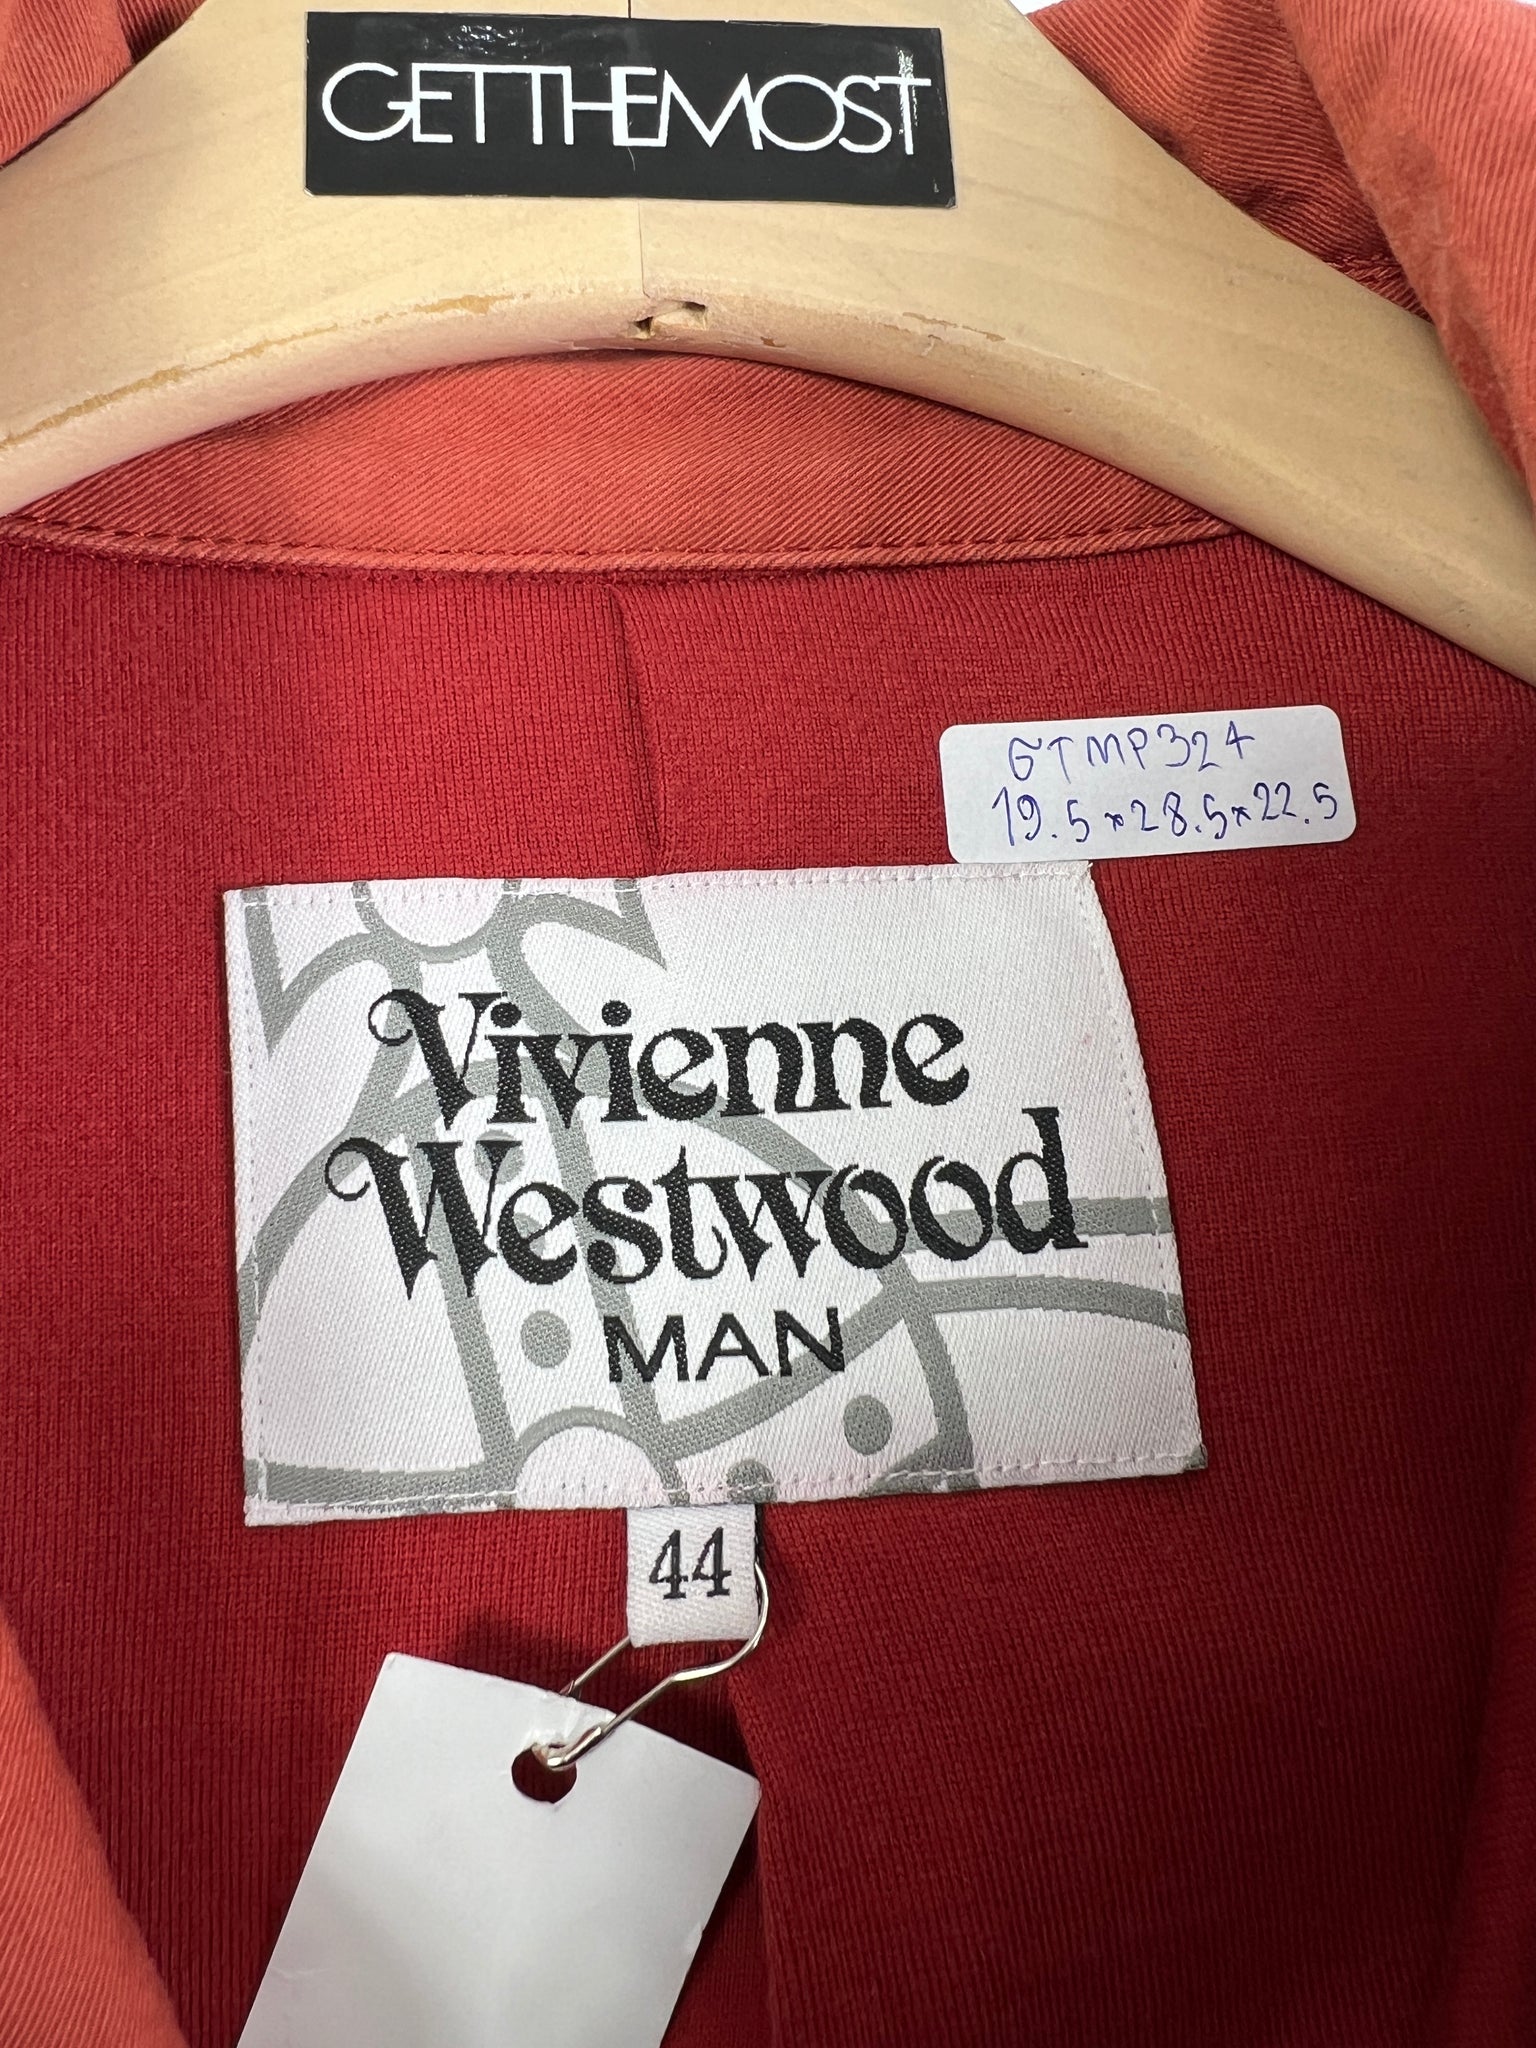 GETTHEMOST
GTMP324
19.5*28.5*22.5
Vivienne
Westwood
MAN
44